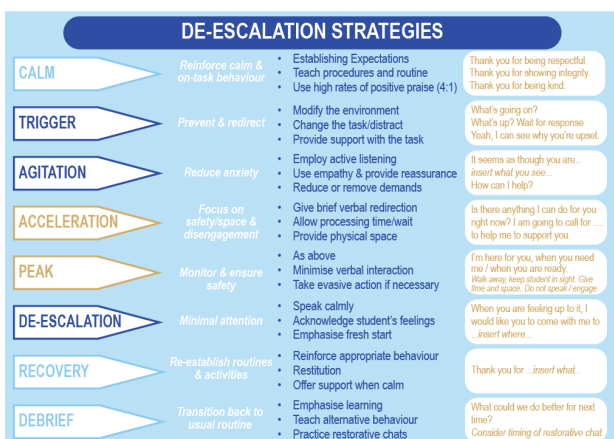 DE-ESCALATION STRATEGIES
CALM
Reinforce calm &
on-task behaviour
• Establishing Expectations
• Teach procedures and routine
• Use high rates of positive praise (4:1)
Thank you for being respectful.
Thank you for showing integrity.
Thank you for being kind.
TRIGGER
Prevent & redirect
• Modify the environment
• Change the task/distract
• Provide support with the task
What's going on?
What's up? Wait for response
Yeah, I can see why you're upset.
AGITATION
Reduce anxiety
• Employ active listening
• Use empathy & provide reassurance
• Reduce or remove demands
It seems as though you are...
insert what you see...
How can I help?
ACCELERATION
Focus on
safety/space &
disengagement
• Give brief verbal redirection
• Allow processing time/wait
• Provide physical space
Is there anything I can do for you
right now? I am going to call for ....
to help me to support you.
PEAK
Monitor & ensure
safety
• As above
• Minimise verbal interaction
• Take evasive action if necessary
I'm here for you, when you need
me / when you are ready.
Walk away, keep student in sight. Give
time and space. Do not speak / engage.
DE-ESCALATION
Minimal attention
• Speak calmly
• Acknowledge student's feelings
• Emphasise fresh start
When you are feeling up to it, I
would like you to come with me to
...insert where...
RECOVERY
Re-establish routines
& activities
• Reinforce appropriate behaviour
• Restitution
• Offer support when calm
Thank you for ...insert what...
DEBRIEF
Transition back to
usual routine
• Emphasise learning
• Teach alternative behaviour
• Practice restorative chats
What could we do better for next
time?
Consider timing of restorative chat